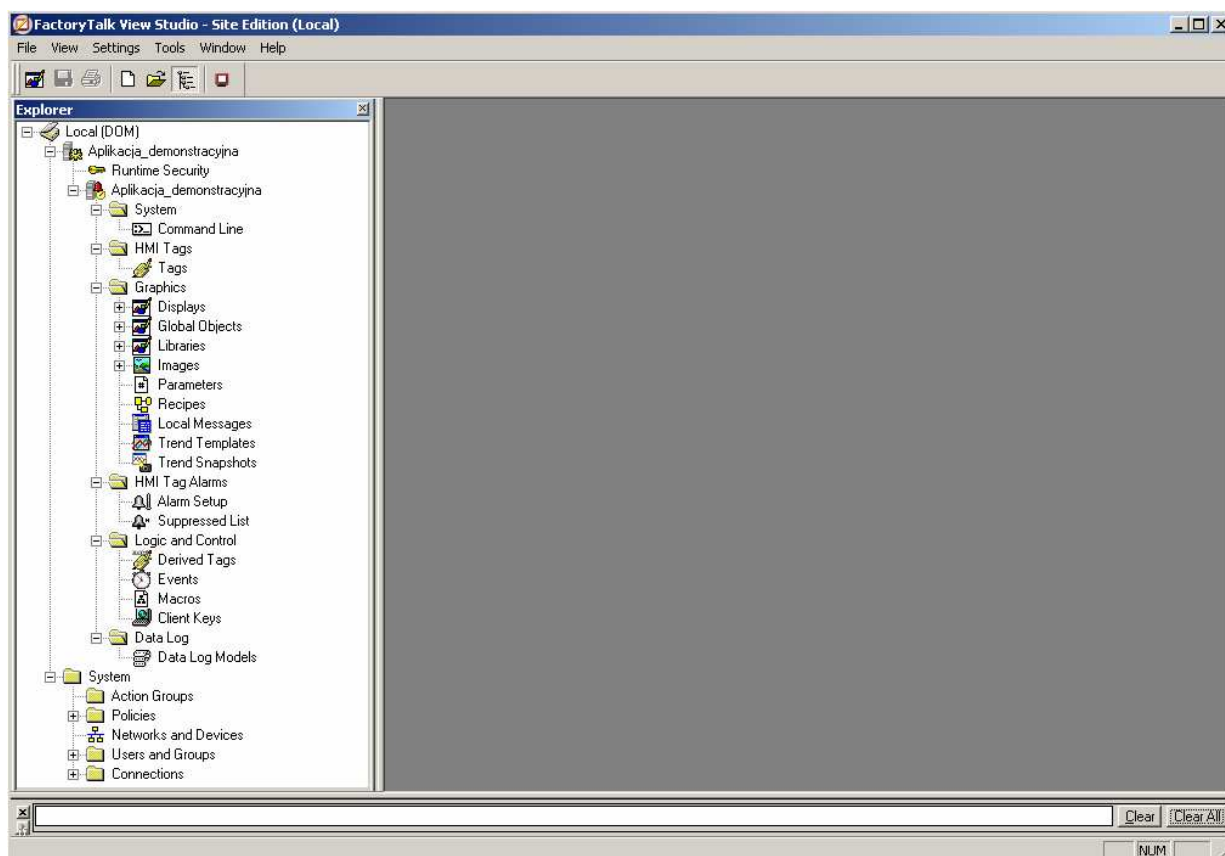 FactoryTalk View Studio - Site Edition (Local)
File View Settings Tools Window Help
Explorer
Local (DOM)
Aplikacja_demonstracyjna
Runtime Security
Aplikacja_demonstracyjna
System
Command Line
HMI Tags
Tags
Graphics
Displays
Global Objects
Libraries
Images
Parameters
Recipes
Local Messages
Trend Templates
Trend Snapshots
HMI Tag Alarms
Alarm Setup
Suppressed List
Logic and Control
Derived Tags
Events
Macros
Client Keys
Data Log
Data Log Models
System
Action Groups
Policies
Networks and Devices
Users and Groups
Connections
Clear Clear All
NUM